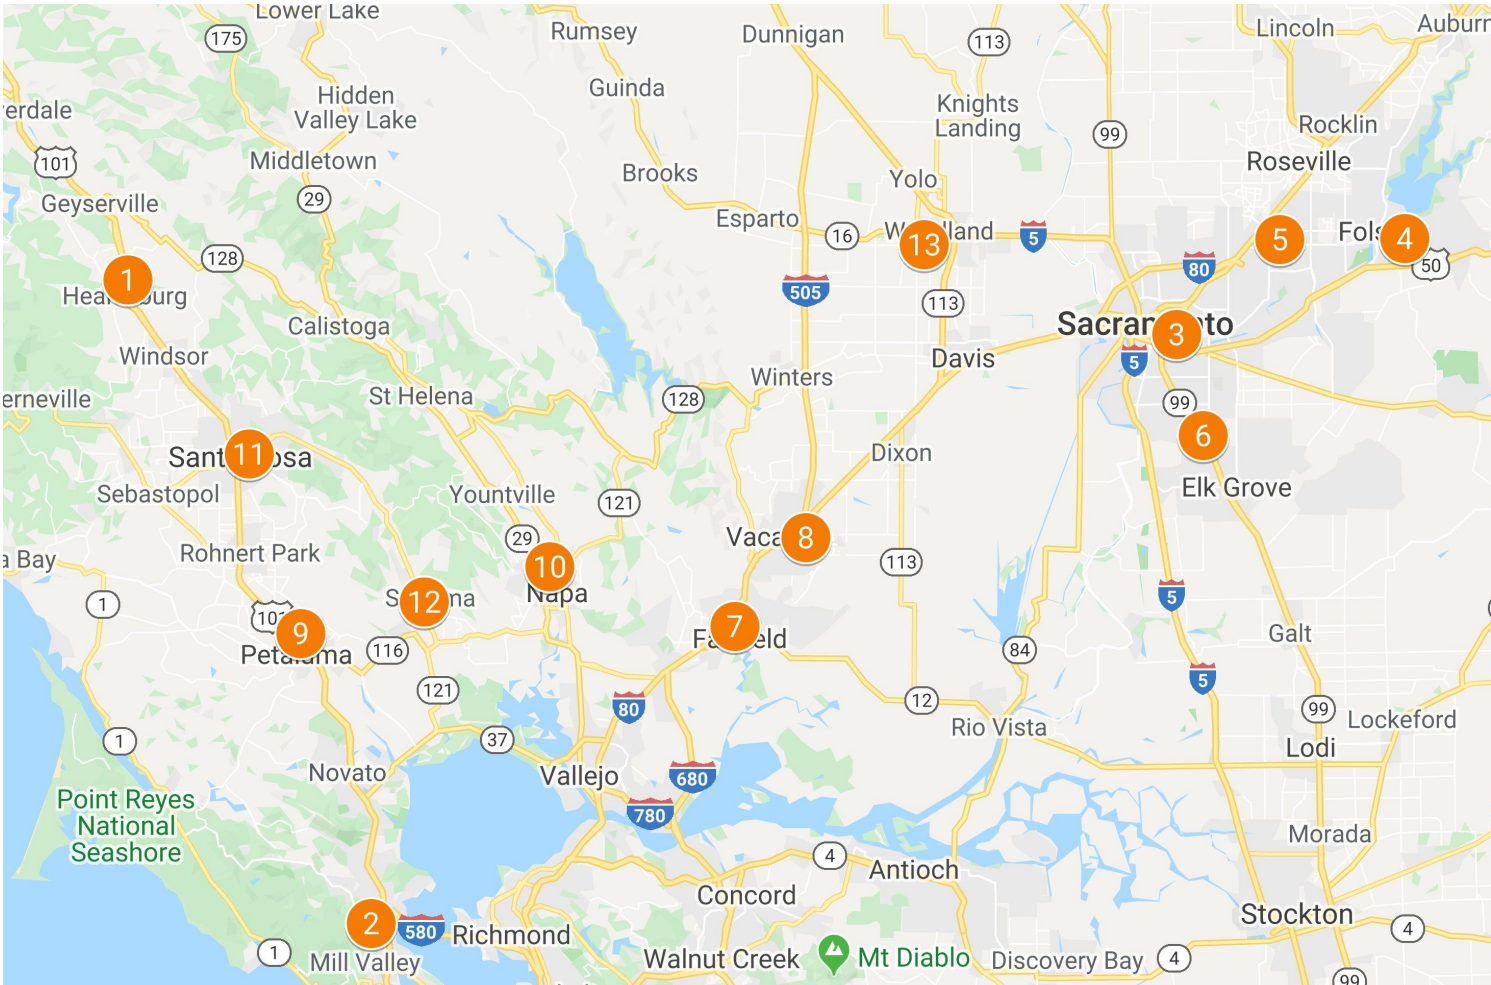 Lower Lake
Rumsey
Dunnigan
113
Lincoln
Auburn
175
Guinda
Hidden
Valley Lake
Knights
Landing
erdale
99
Rocklin
101
Middletown
Roseville
Brooks
Yolo
29
Geyserville
Esparto
16
13
5
5
4
50
128
80
1
505
113
Calistoga
Sacramento
3
Windsor
Davis
5
Winters
St Helena
erneville
128
99
6
11
Dixon
Sebastopol
Yountville
121
Elk Grove
Rohnert Park
29
8
a Bay
10
113
Napa
1
12
5
101
9
7
Galt
116
84
5
121
12
80
99
Lockeford
Rio Vista
1
37
Lodi
Novato
Vallejo
680
Point Reyes
National
Seashore
780
Morada
4
Antioch
Concord
2
580
Richmond
Stockton
4
1
Mill Valley
Walnut Creek
Mt Diablo
Discovery Bay
4
99